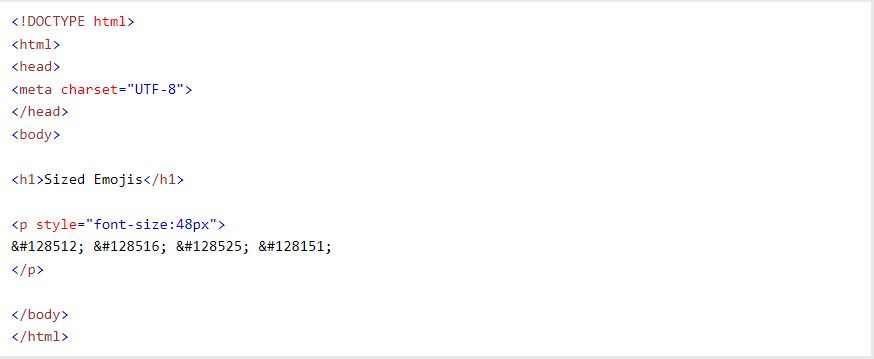 <!DOCTYPE html>
<html>
<head>
<meta charset="UTF-8">
</head>
<body>
<h1>Sized Emojis</h1>
<p style="font-size:48px">
&#128512; &#128516; &#128525; &#128151;
</p>
</body>
</html>